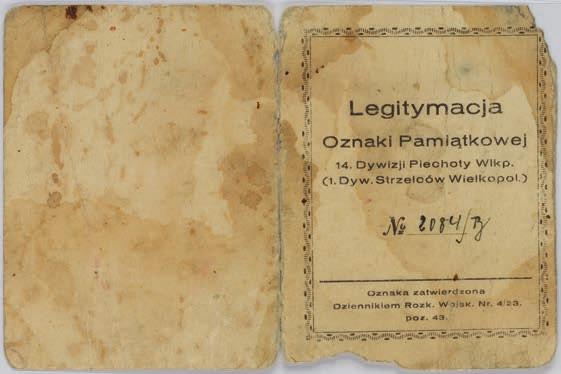 Legitymacja
Oznaki Pamiątkowej
14. Dywizji Piechoty Wlkp.
(1. Dyw. Strzelców Wielkopol.)
№ 2084/B
Oznaka zatwierdzona
Dziennikiem Rozk. Wojsk. Nr. 4/23.
poz. 43.